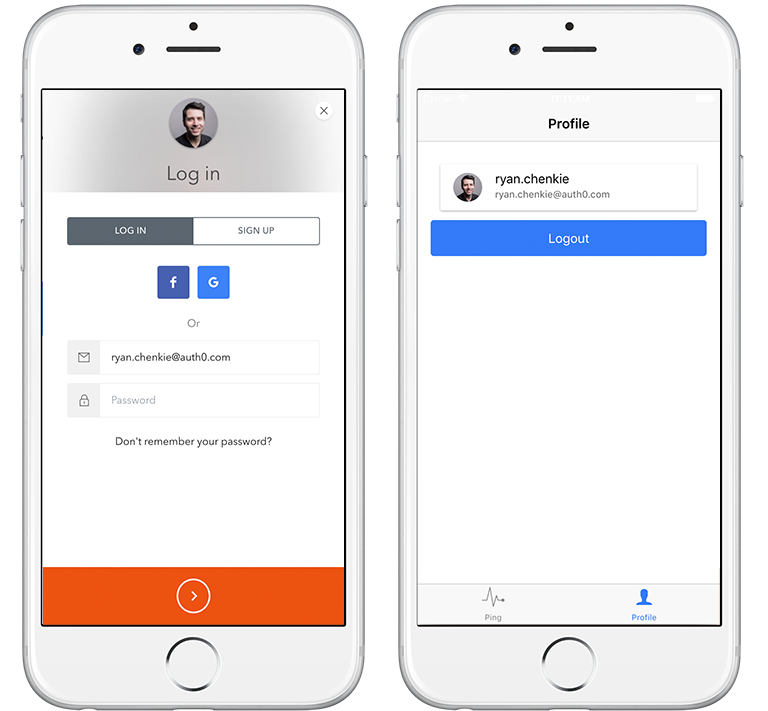 Log in
LOG IN
SIGN UP
f
G
Or
ryan.chenkie@auth0.com
Password
Don't remember your password?
Profile
ryan.chenkie
ryan.chenkie@auth0.com
Logout
Ping
Profile